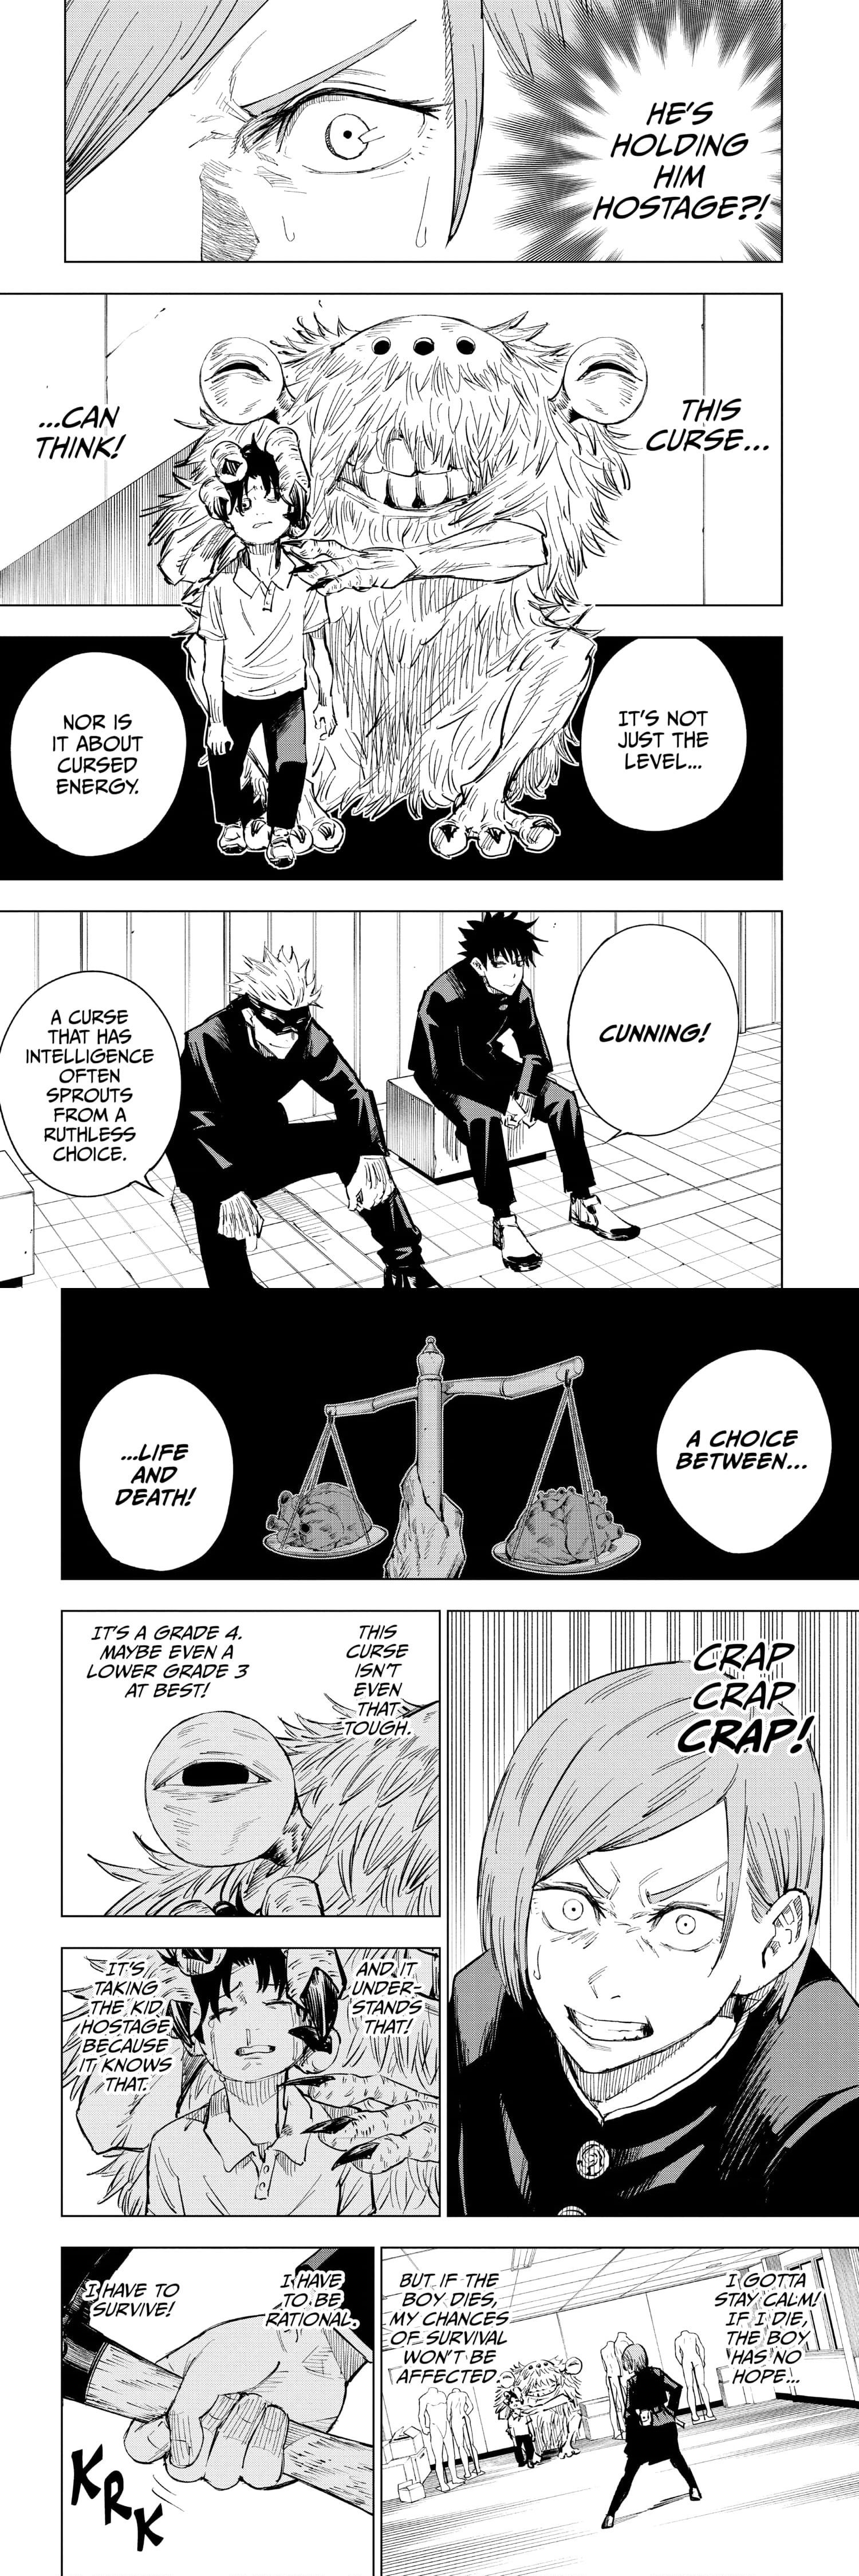 HE'S
HOLDING
HIM
HOSTAGE?!
THIS
CURSE...
...CAN
THINK!
IT'S NOT
JUST THE
LEVEL...
NOR IS
IT ABOUT
CURSED
ENERGY.
CUNNING!
A CURSE
THAT HAS
INTELLIGENCE
OFTEN
SPROUTS
FROM A
RUTHLESS
CHOICE.
A CHOICE
BETWEEN...
...LIFE
AND
DEATH!
CRAP
CRAP
CRAP!
THIS
CURSE
ISN'T
EVEN
THAT
TOUGH.
IT'S A GRADE 4.
MAYBE EVEN A
LOWER GRADE 3
AT BEST!
AND IT
UNDER-
STANDS
THAT!
IT'S
TAKING
THE KID
HOSTAGE
BECAUSE
IT KNOWS
THAT.
I GOTTA
STAY CALM!
IF I DIE,
THE BOY
HAS NO
HOPE...
BUT IF THE
BOY DIES,
MY CHANCES
OF SURVIVAL
WON'T BE
AFFECTED.
I HAVE
TO BE
RATIONAL.
I HAVE TO
SURVIVE!
KRK